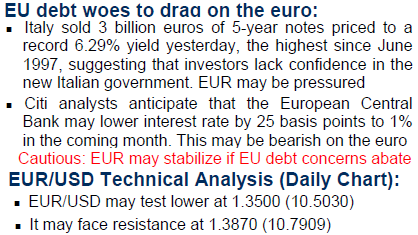 EU debt woes to drag on the euro:
▪ Italy sold 3 billion euros of 5-year notes priced to a
record 6.29% yield yesterday, the highest since June
1997, suggesting that investors lack confidence in the
new Italian government. EUR may be pressured
▪ Citi analysts anticipate that the European Central
Bank may lower interest rate by 25 basis points to 1%
in the coming month. This may be bearish on the euro
Cautious: EUR may stabilize if EU debt concerns abate
EUR/USD Technical Analysis (Daily Chart):
▪ EUR/USD may test lower at 1.3500 (10.5030)
▪ It may face resistance at 1.3870 (10.7909)